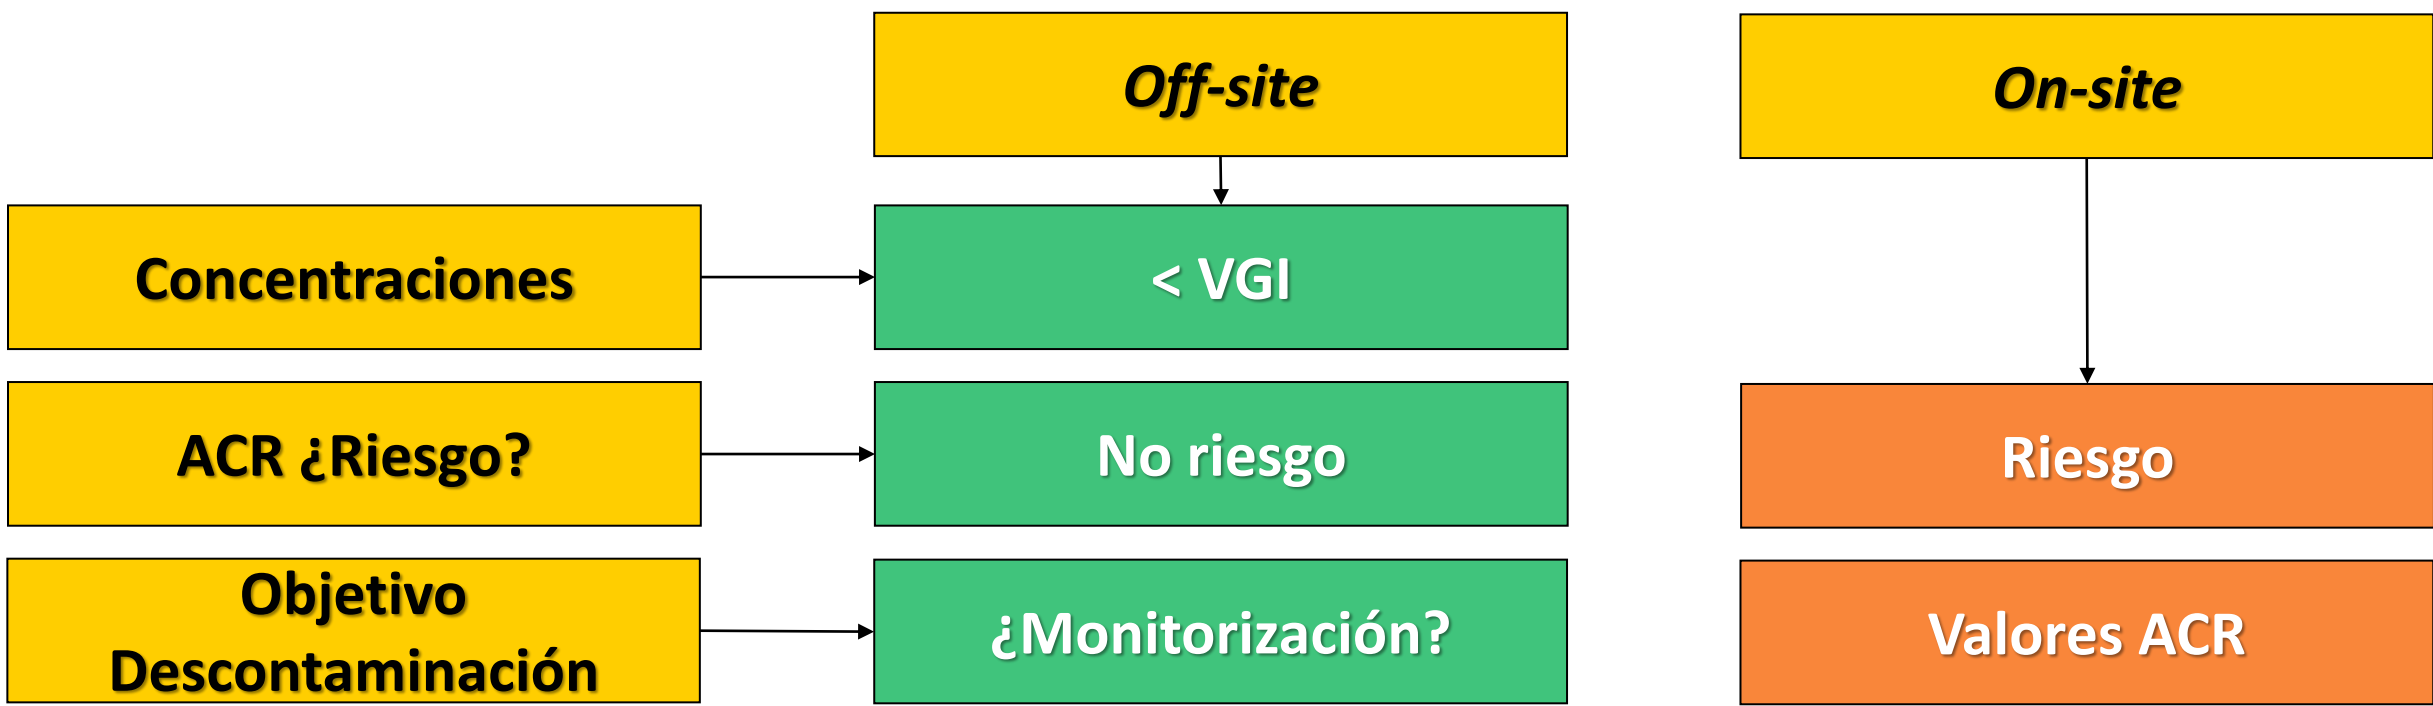 Off-site
On-site
Concentraciones
< VGI
ACR ¿Riesgo?
No riesgo
Riesgo
Objetivo
Descontaminación
¿Monitorización?
Valores ACR